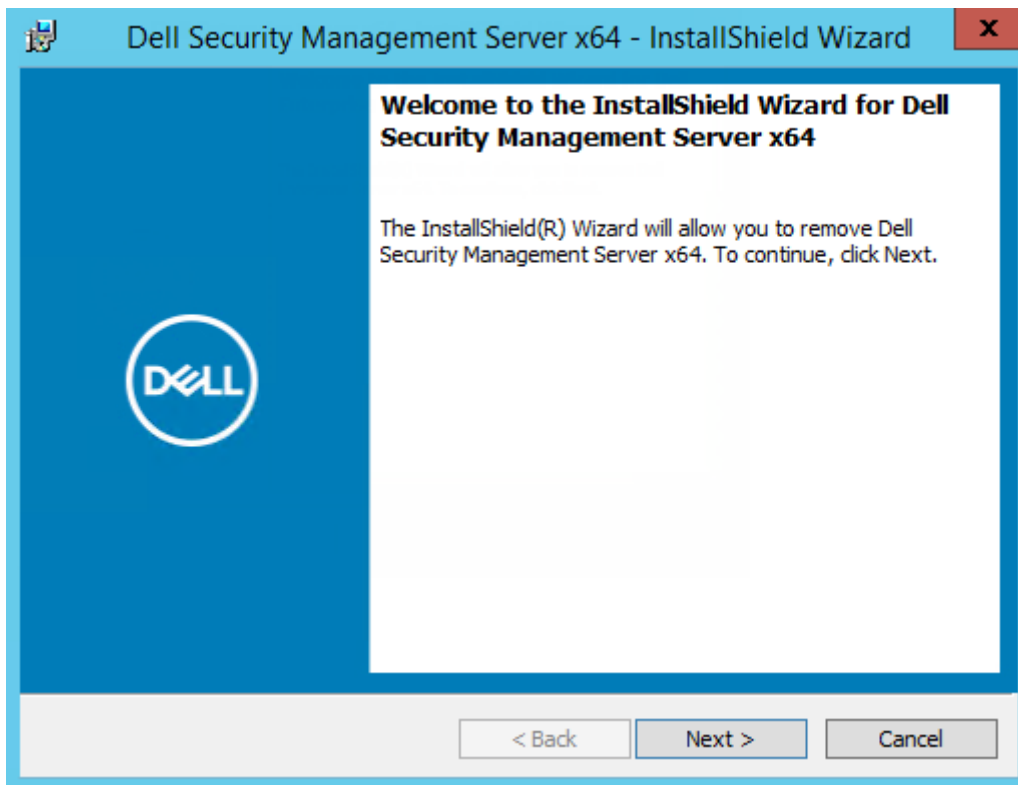 Dell Security Management Server x64 - InstallShield Wizard
x
Welcome to the InstallShield Wizard for Dell
Security Management Server x64
The InstallShield(R) Wizard will allow you to remove Dell
Security Management Server x64. To continue, click Next.
DELL
< Back
Next >
Cancel